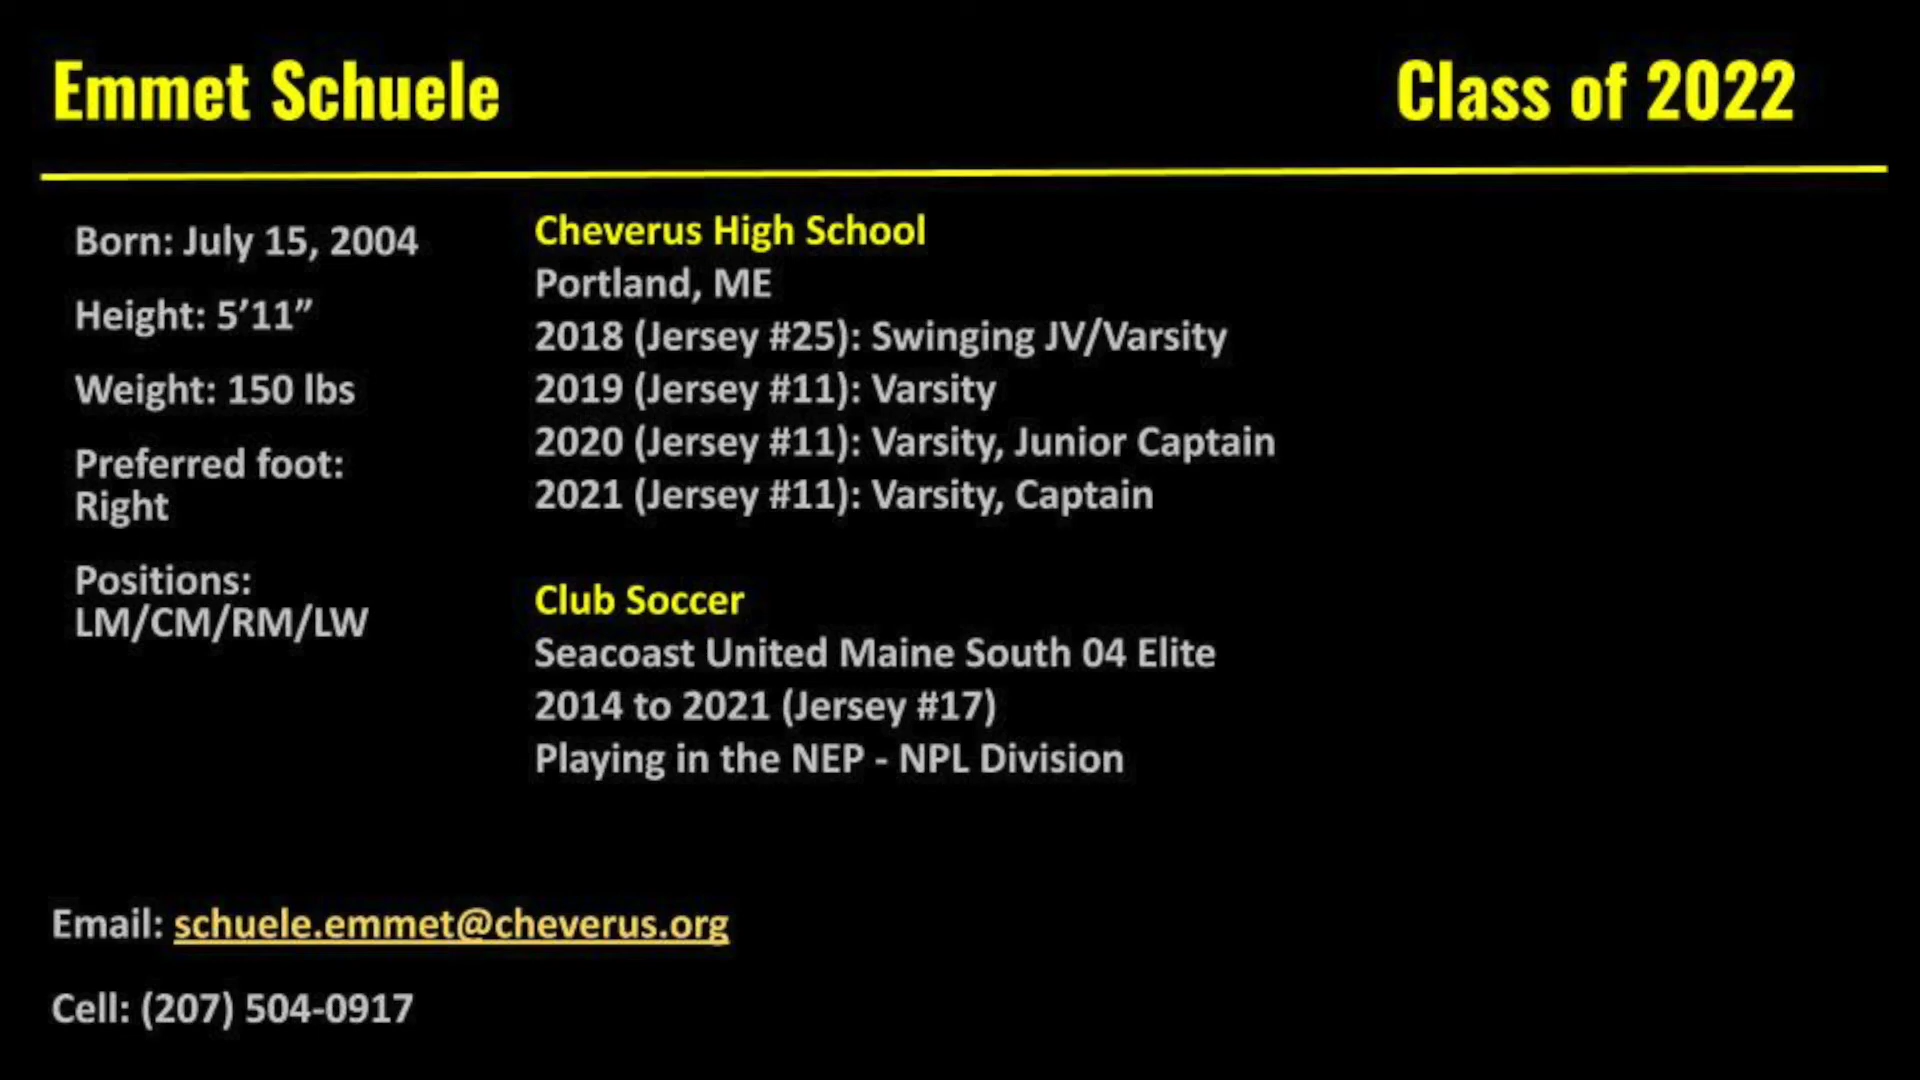 Emmet Schuele
Class of 2022
Born: July 15, 2004
Height: 5’11”
Weight: 150 lbs
Preferred foot:
Right
Positions:
LM/CM/RM/LW
Cheverus High School
Portland, ME
2018 (Jersey #25): Swinging JV/Varsity
2019 (Jersey #11): Varsity
2020 (Jersey #11): Varsity, Junior Captain
2021 (Jersey #11): Varsity, Captain
Club Soccer
Seacoast United Maine South 04 Elite
2014 to 2021 (Jersey #17)
Playing in the NEP - NPL Division
Email: schuele.emmet@cheverus.org
Cell: (207) 504-0917